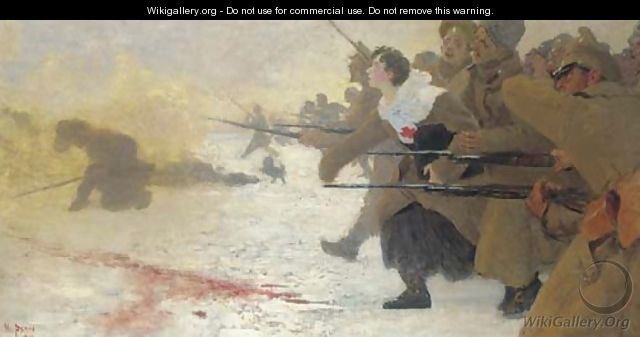 Wikigallery.org - Do not use for commercial use. Do not remove this warning.
WikiGallery.Org